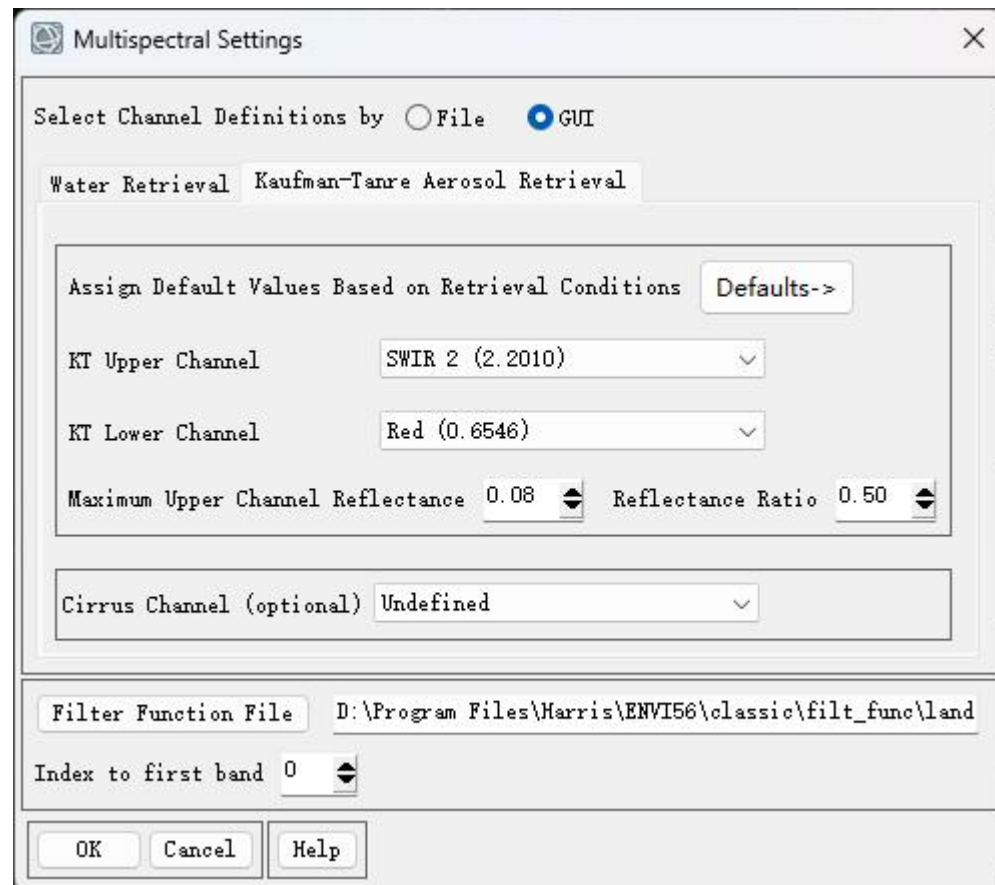 Multispectral Settings
Select Channel Definitions by File GUI
Water Retrieval Kaufman-Tanre Aerosol Retrieval
Assign Default Values Based on Retrieval Conditions Defaults->
KT Upper Channel SWIR 2 (2.2010)
KT Lower Channel Red (0.6546)
Maximum Upper Channel Reflectance 0.08 Reflectance Ratio 0.50
Cirrus Channel (optional) Undefined
Filter Function File D:\Program Files\Harris\ENVI56\classic\filt_func\land
Index to first band 0
OK Cancel Help